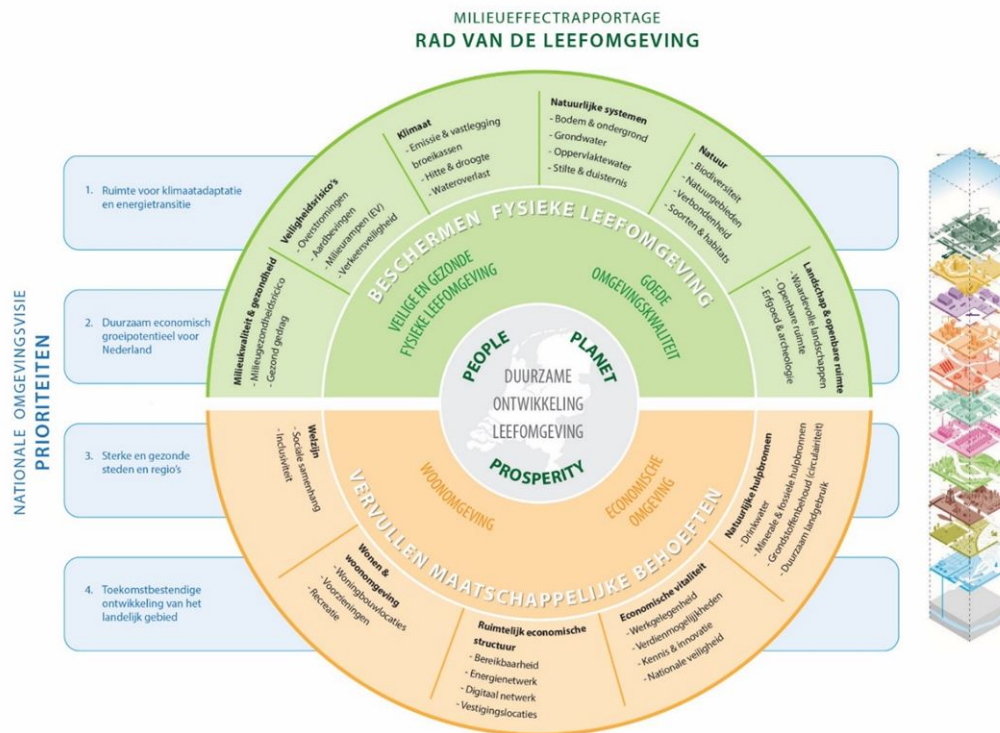 MILIEUEFFECTRAPPORTAGE
RAD VAN DE LEEFOMGEVING
NATIONALE OMGEVINGSVISIE
PRIORITEITEN
1. Ruimte voor klimaatadaptatie
en energietransitie
2. Duurzaam economisch
groeipotentieel voor
Nederland
3. Sterke en gezonde
steden en regio's
4. Toekomstbestendige
ontwikkeling van het
landelijk gebied
Milieukwaliteit & gezondheid
- Milieugezondheidsrisico
- Gezond gedrag
Veiligheidsrisico's
- Overstromingen
- Aardbevingen
- Milieurampen (EV)
- Verkeersveiligheid
Klimaat
- Emissie & vastlegging
broeikassen
- Hitte & droogte
- Wateroverlast
Natuurlijke systemen
- Bodem & ondergrond
- Grondwater
- Oppervlaktewater
- Stilte & duisternis
Natuur
- Biodiversiteit
- Natuurgebieden
- Verbondenheid
- Soorten & habitats
Landschap & openbare ruimte
- Waardevolle landschappen
- Openbare ruimte
- Erfgoed & archeologie
BESCHERMEN FYSIEKE LEEFOMGEVING
VEILIGE EN GEZONDE
FYSIEKE LEEFOMGEVING
GOEDE
OMGEVINGSKWALITEIT
PEOPLE
PLANET
DUURZAME
ONTWIKKELING
LEEFOMGEVING
PROSPERITY
WOONOMGEVING
ECONOMISCHE
OMGEVING
VERVULLEN MAATSCHAPPELIJKE BEHOEFTEN
Welzijn
- Sociale samenhang
- Inclusiviteit
Wonen &
woonomgeving
- Woningbouwlocaties
- Voorzieningen
- Recreatie
Ruimtelijk economische
structuur
- Bereikbaarheid
- Energienetwerk
- Digitaal netwerk
- Vestigingslocaties
Economische vitaliteit
- Werkgelegenheid
- Verdienmogelijkheden
- Kennis & innovatie
- Nationale veiligheid
Natuurlijke hulpbronnen
- Drinkwater
- Minerale & fossiele hulpbronnen
- Grondstoffenbehoud (circulairiteit)
- Duurzaam landgebruik